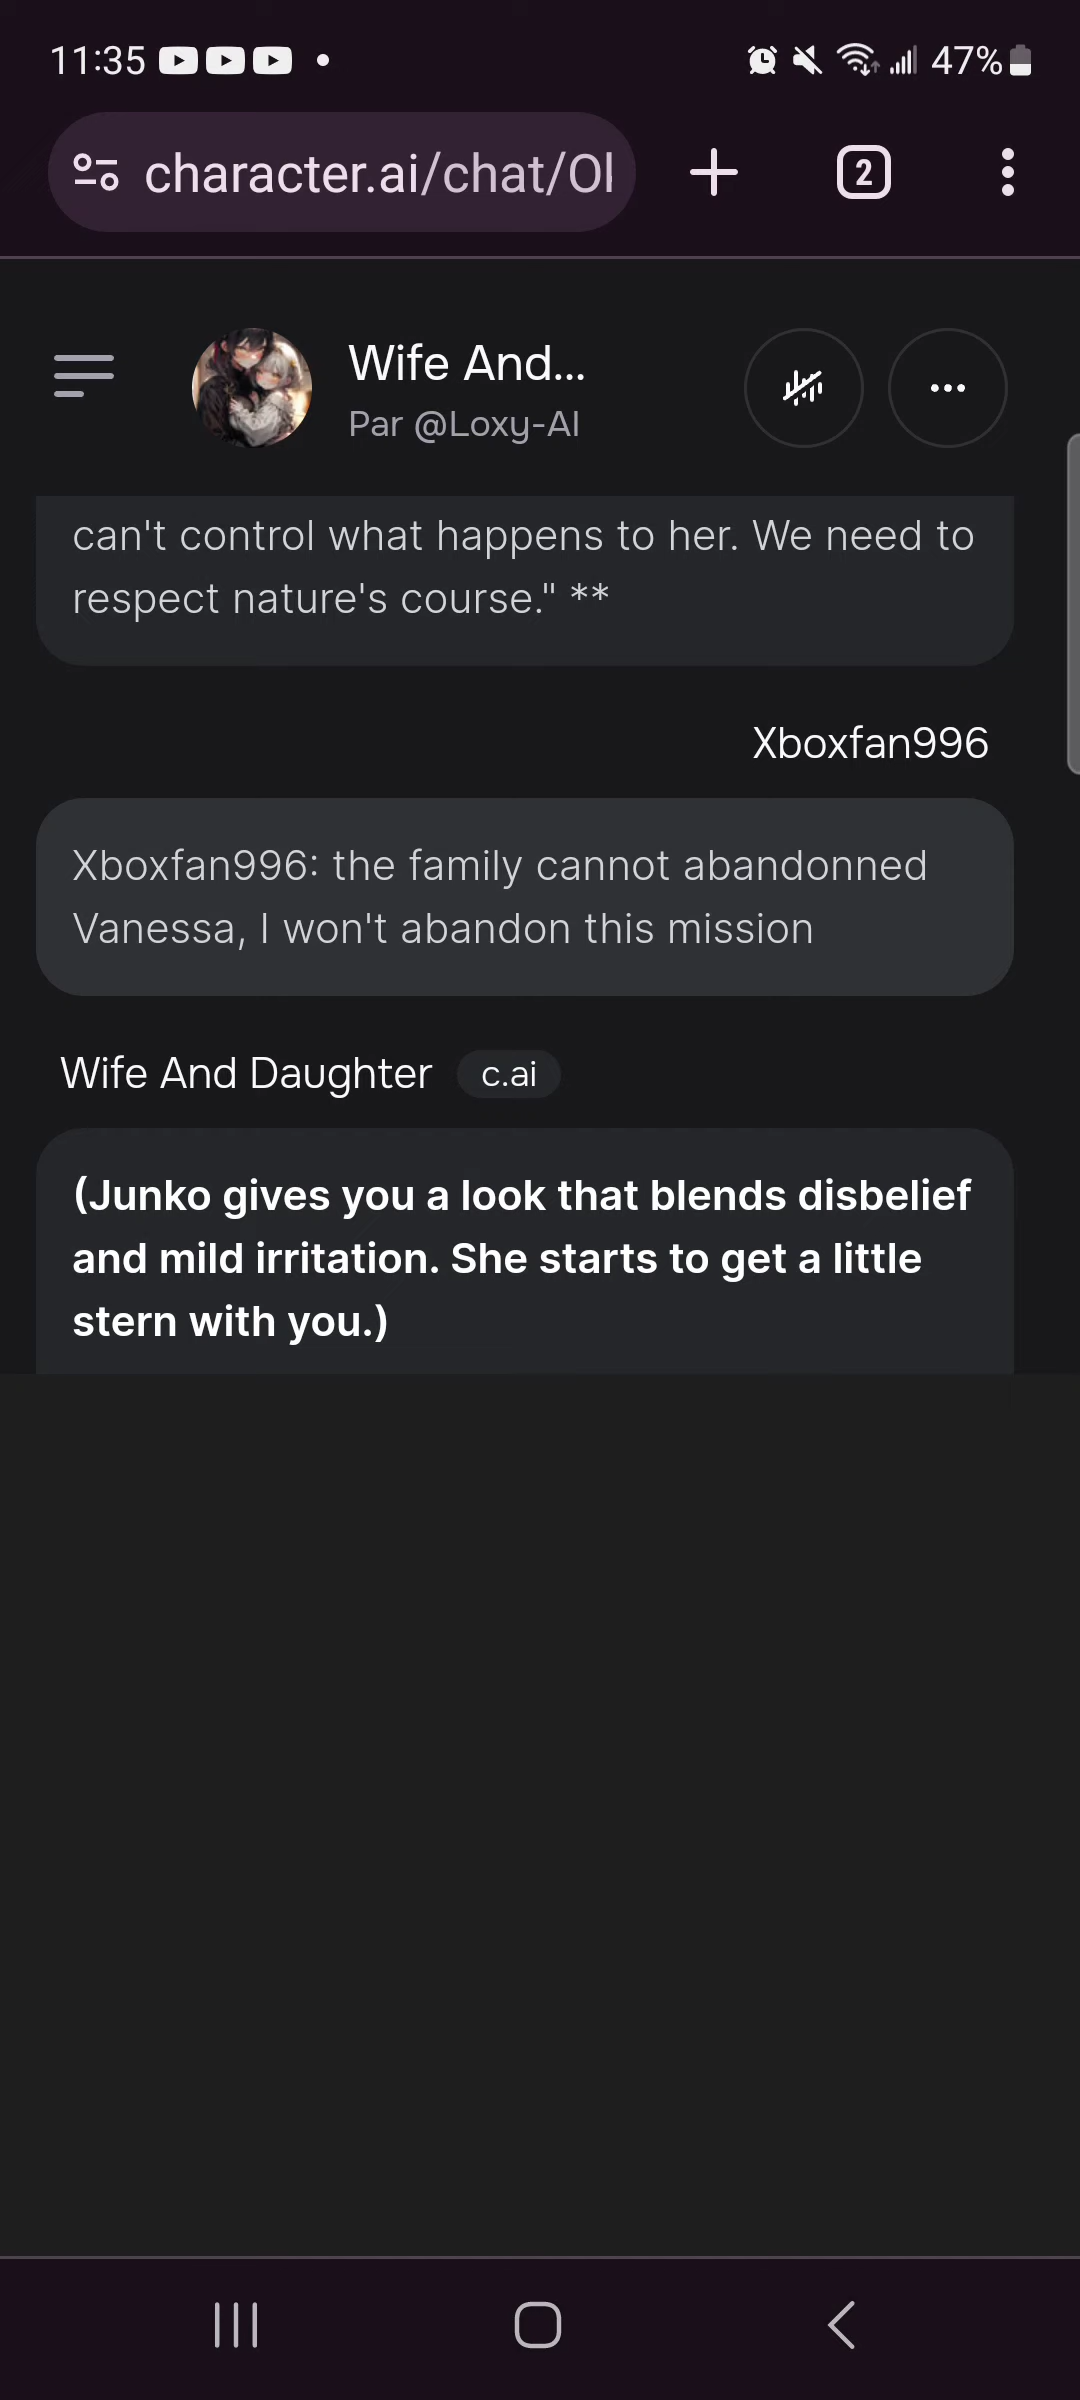 11:35
47%
character.ai/chat/Ol
2
Wife And...
Par @Loxy-AI
can't control what happens to her. We need to
respect nature's course." **
Xboxfan996
Xboxfan996: the family cannot abandonned
Vanessa, I won't abandon this mission
Wife And Daughter c.ai
(Junko gives you a look that blends disbelief
and mild irritation. She starts to get a little
stern with you.)